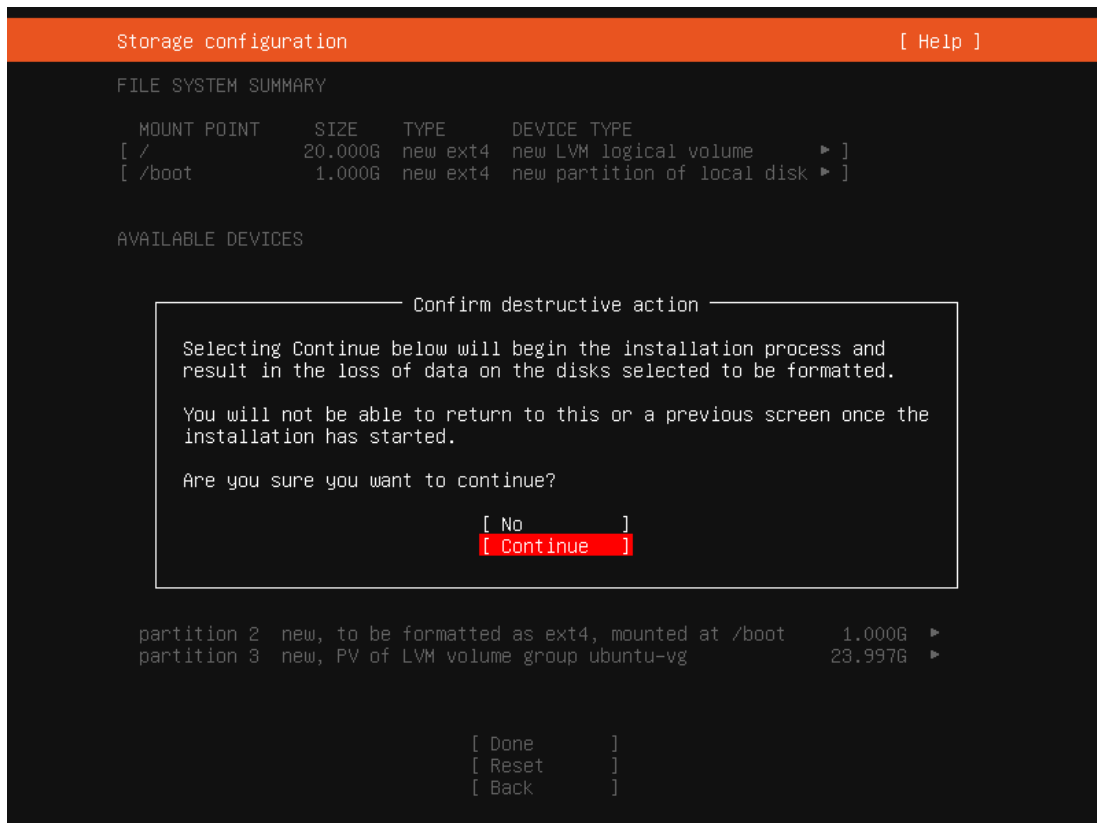 Storage configuration [ Help ]
FILE SYSTEM SUMMARY
MOUNT POINT SIZE TYPE DEVICE TYPE
[ / 20.000G new ext4 new LVM logical volume ▸ ]
[ /boot 1.000G new ext4 new partition of local disk ▸ ]
AVAILABLE DEVICES
Confirm destructive action
Selecting Continue below will begin the installation process and
result in the loss of data on the disks selected to be formatted.
You will not be able to return to this or a previous screen once the
installation has started.
Are you sure you want to continue?
[ No ]
[ Continue ]
partition 2 new, to be formatted as ext4, mounted at /boot 1.000G ▸
partition 3 new, PV of LVM volume group ubuntu-vg 23.997G ▸
[ Done ]
[ Reset ]
[ Back ]